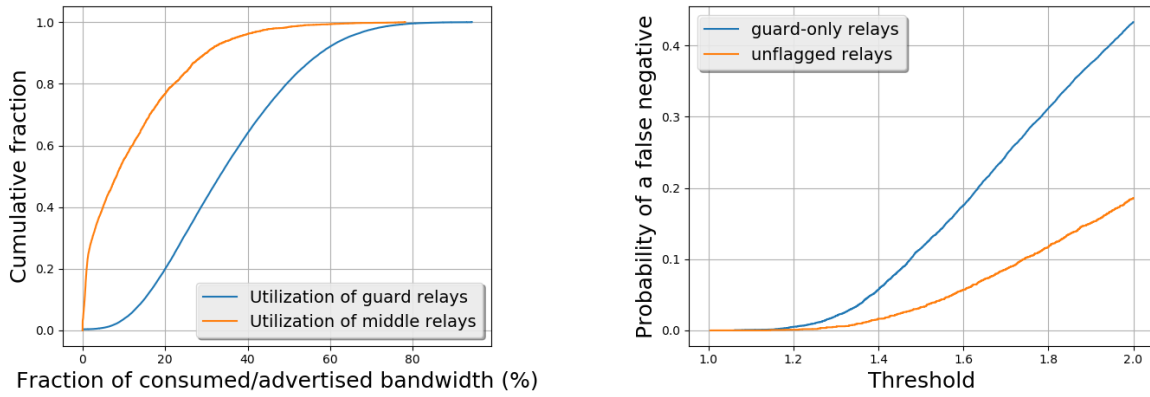 Cumulative fraction
1.0
0.8
0.6
0.4
0.2
0.0
Utilization of guard relays
Utilization of middle relays
0
20
40
60
80
Fraction of consumed/advertised bandwidth (%)
Probability of a false negative
0.4
0.3
0.2
0.1
0.0
guard-only relays
unflagged relays
1.0
1.2
1.4
1.6
1.8
2.0
Threshold